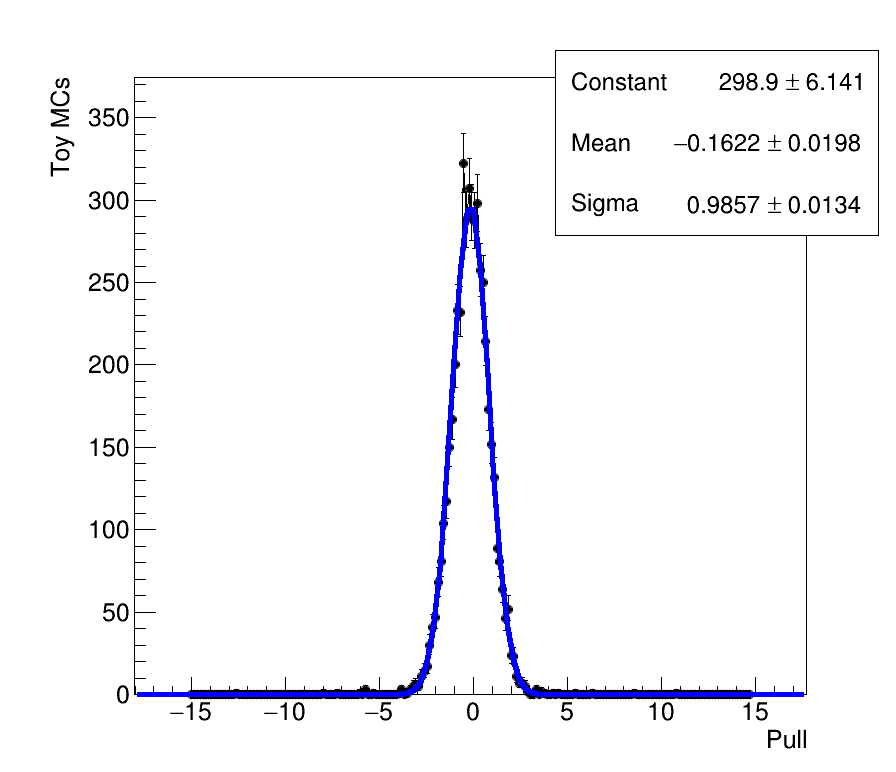 Constant 298.9 ± 6.141
Mean −0.1622 ± 0.0198
Sigma 0.9857 ± 0.0134
Toy MCs
350
300
250
200
150
100
50
0
−15 −10 −5 0 5 10 15
Pull